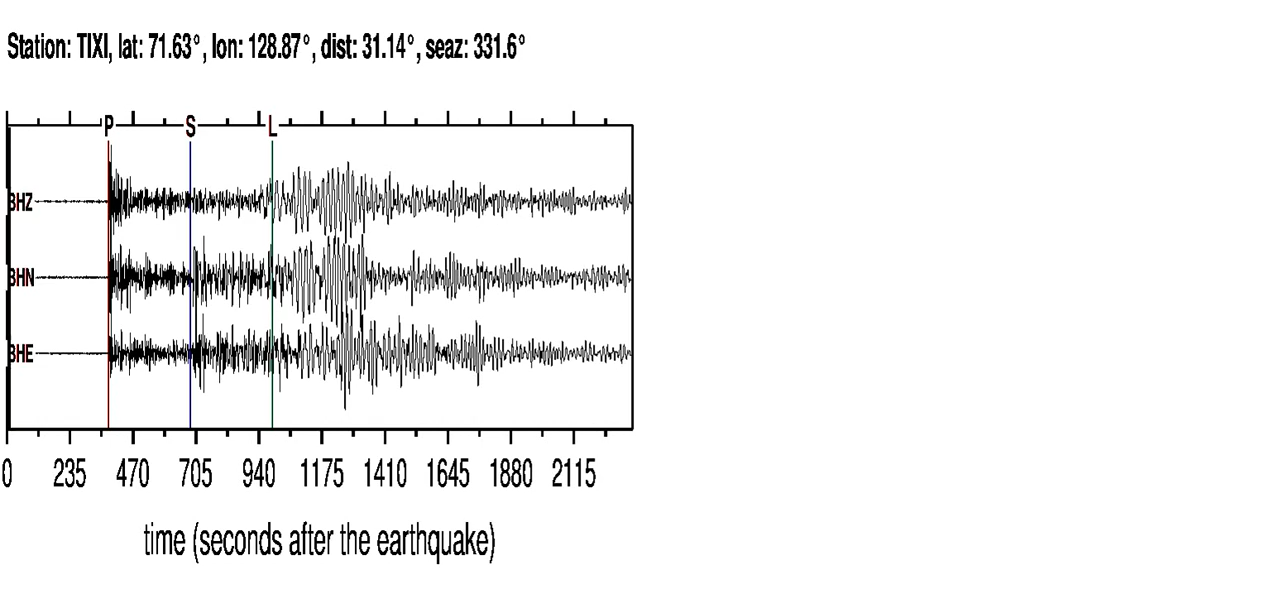 Station: TIXI, lat: 71.63°, lon: 128.87°, dist: 31.14°, seaz: 331.6°
P S L
BHZ
BHN
BHE
0 235 470 705 940 1175 1410 1645 1880 2115
time (seconds after the earthquake)